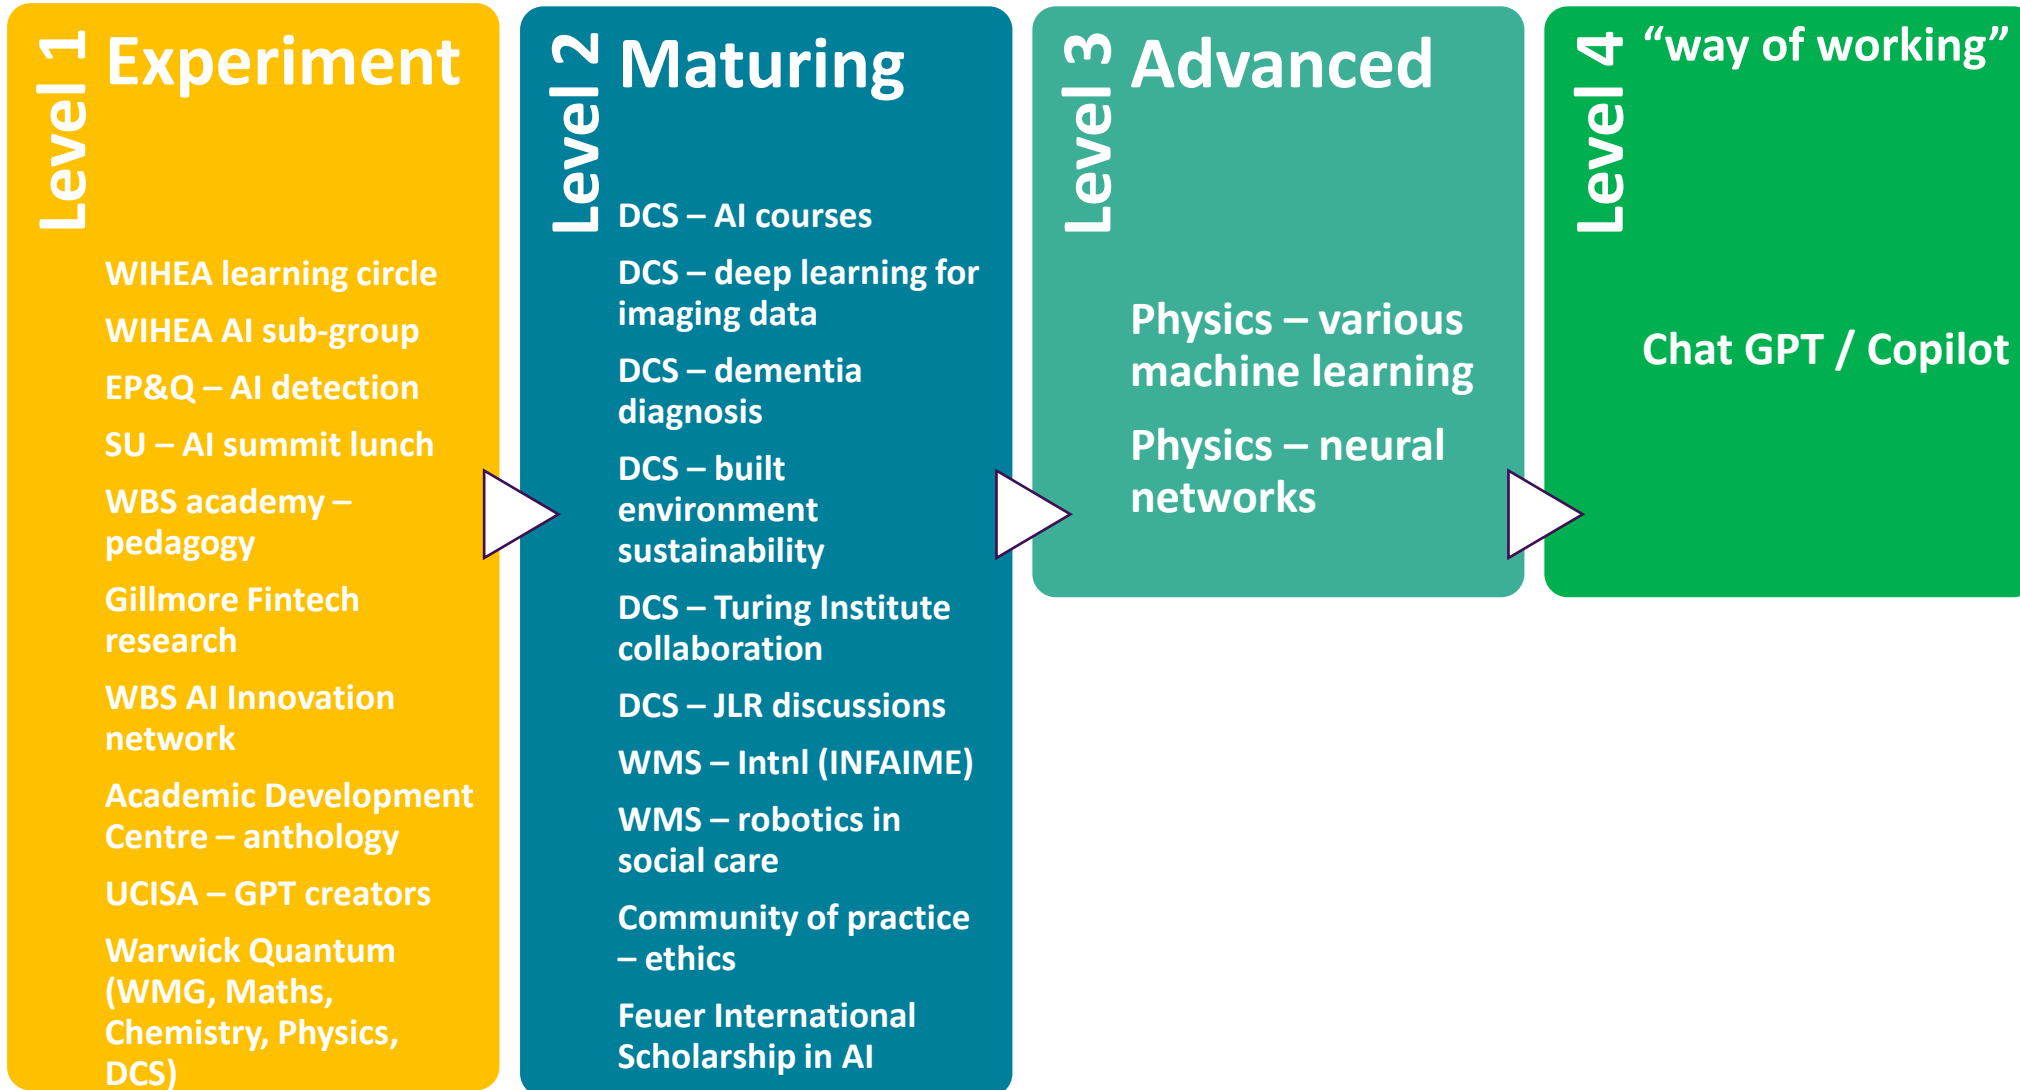 Level 1
Experiment
WIHEA learning circle
WIHEA AI sub-group
EP&Q – AI detection
SU – AI summit lunch
WBS academy –
pedagogy
Gillmore Fintech
research
WBS AI Innovation
network
Academic Development
Centre – anthology
UCISA – GPT creators
Warwick Quantum
(WMG, Maths,
Chemistry, Physics,
DCS)
Level 2
Maturing
DCS – AI courses
DCS – deep learning for
imaging data
DCS – dementia
diagnosis
DCS – built
environment
sustainability
DCS – Turing Institute
collaboration
DCS – JLR discussions
WMS – Intnl (INFAIME)
WMS – robotics in
social care
Community of practice
– ethics
Feuer International
Scholarship in AI
Level 3
Advanced
Physics – various
machine learning
Physics – neural
networks
Level 4
“way of working”
Chat GPT / Copilot